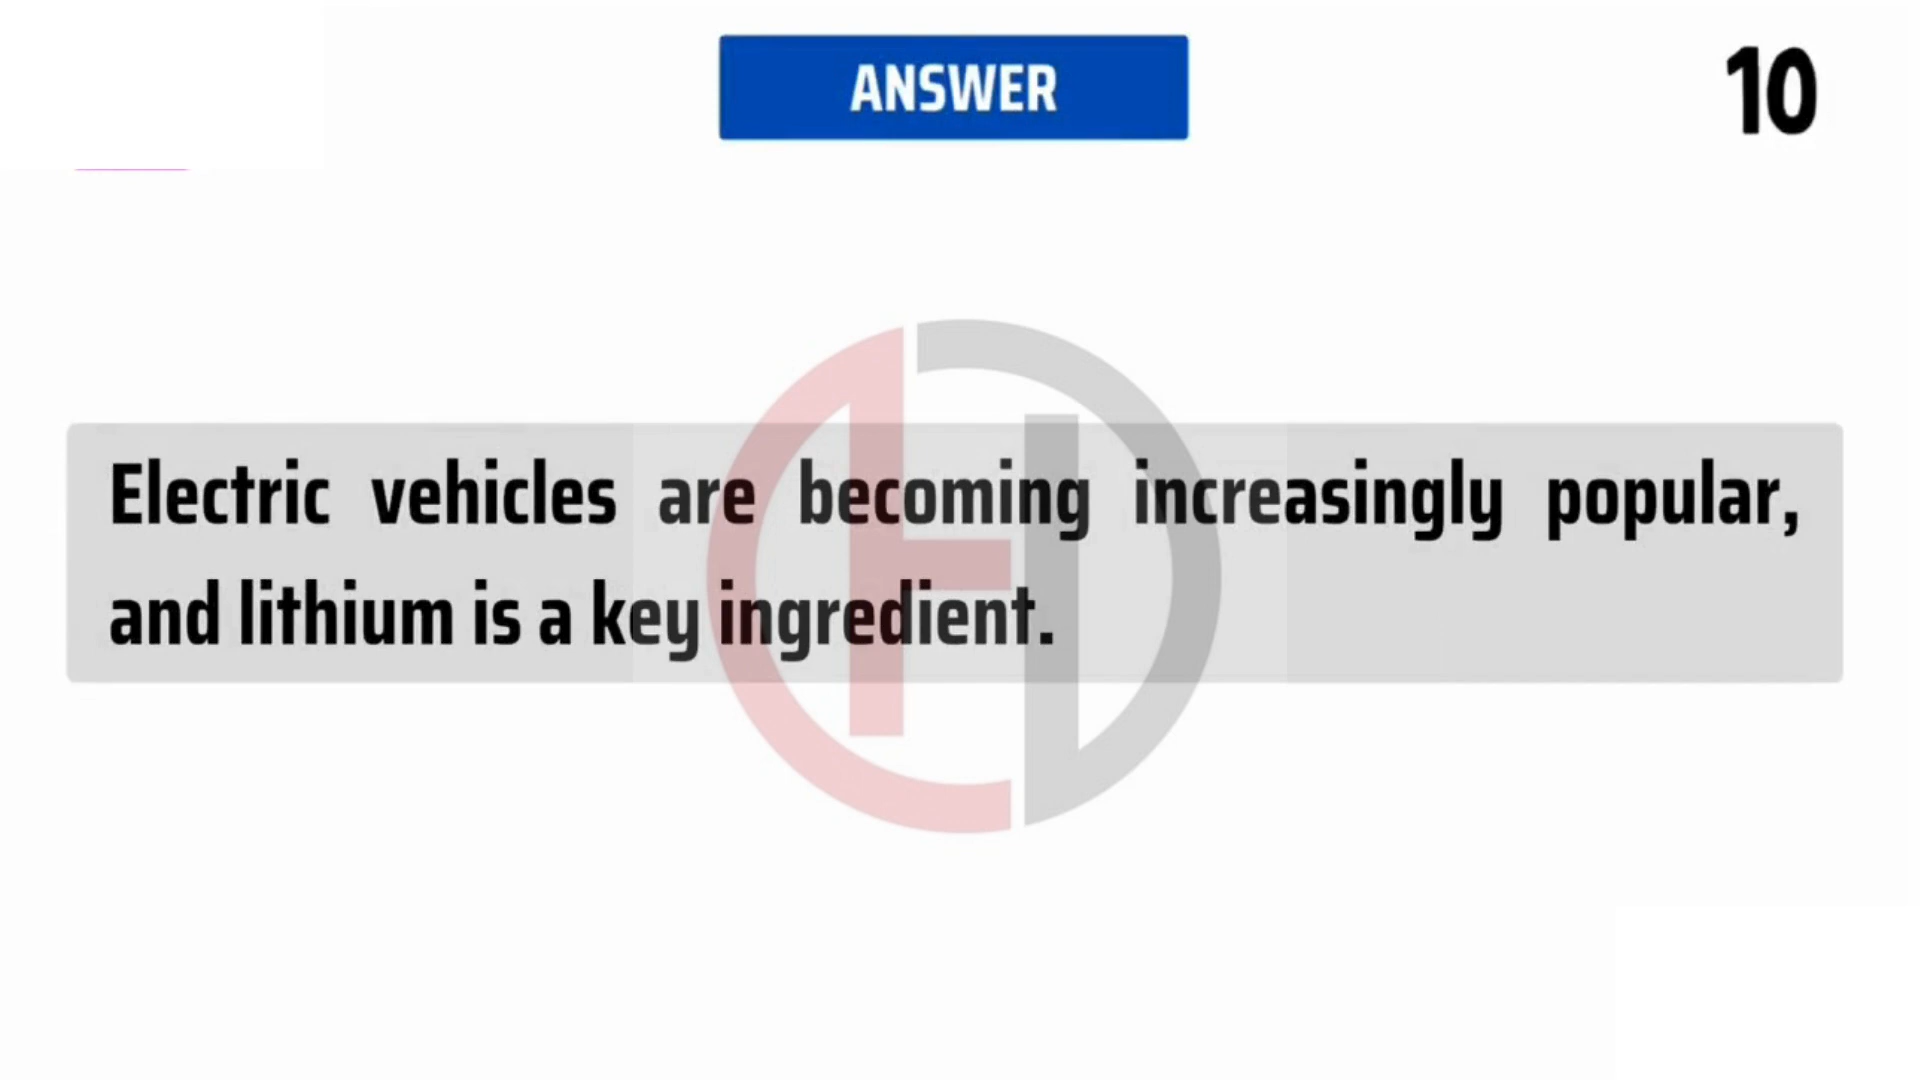 ANSWER
10
Electric vehicles are becoming increasingly popular,
and lithium is a key ingredient.